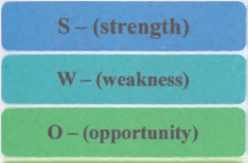 S – (strength)
W – (weakness)
O – (opportunity)